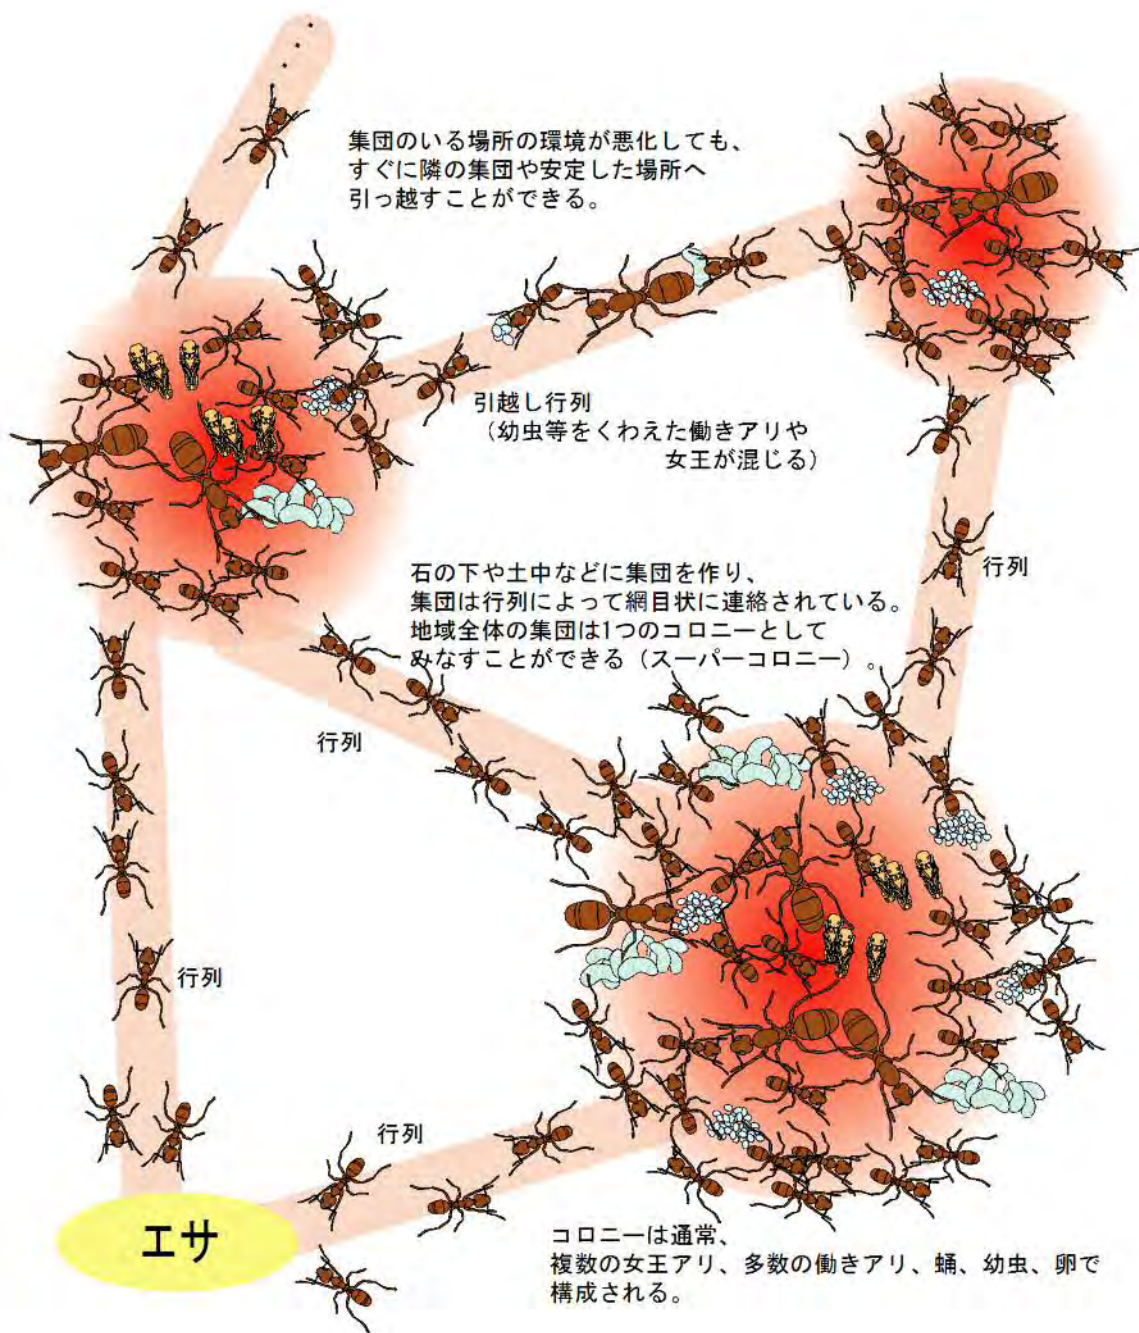 集団のいる場所の環境が悪化しても、
すぐに隣の集団や安定した場所へ
引っ越すことができる。
引越し行列
（幼虫等をくわえた働きアリや
女王が混じる）
石の下や土中などに集団を作り、
集団は行列によって網目状に連絡されている。
地域全体の集団は1つのコロニーとして
みなすことができる（スーパーコロニー）。
行列
行列
行列
行列
エサ
コロニーは通常、
複数の女王アリ、多数の働きアリ、蛹、幼虫、卵で
構成される。